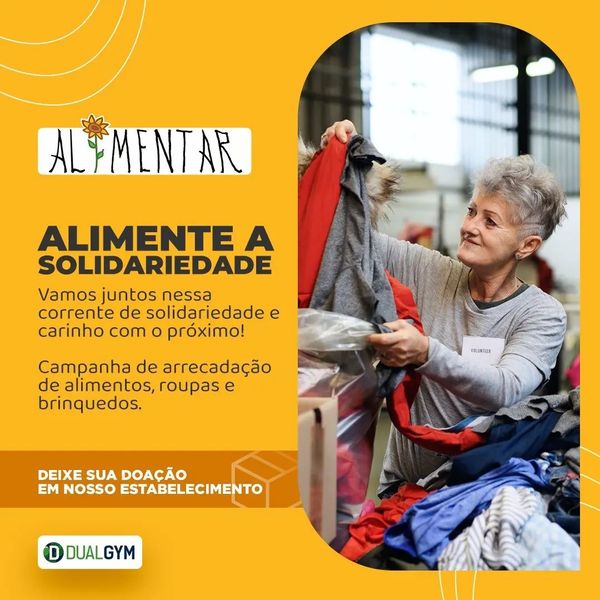 ALIMENTAR
ALIMENTE A
SOLIDARIEDADE
Vamos juntos nessa
corrente de solidariedade e
carinho com o próximo!
Campanha de arrecadação
de alimentos, roupas e
brinquedos.
DEIXE SUA DOAÇÃO
EM NOSSO ESTABELECIMENTO
D DUALGYM
VOLUNTEER